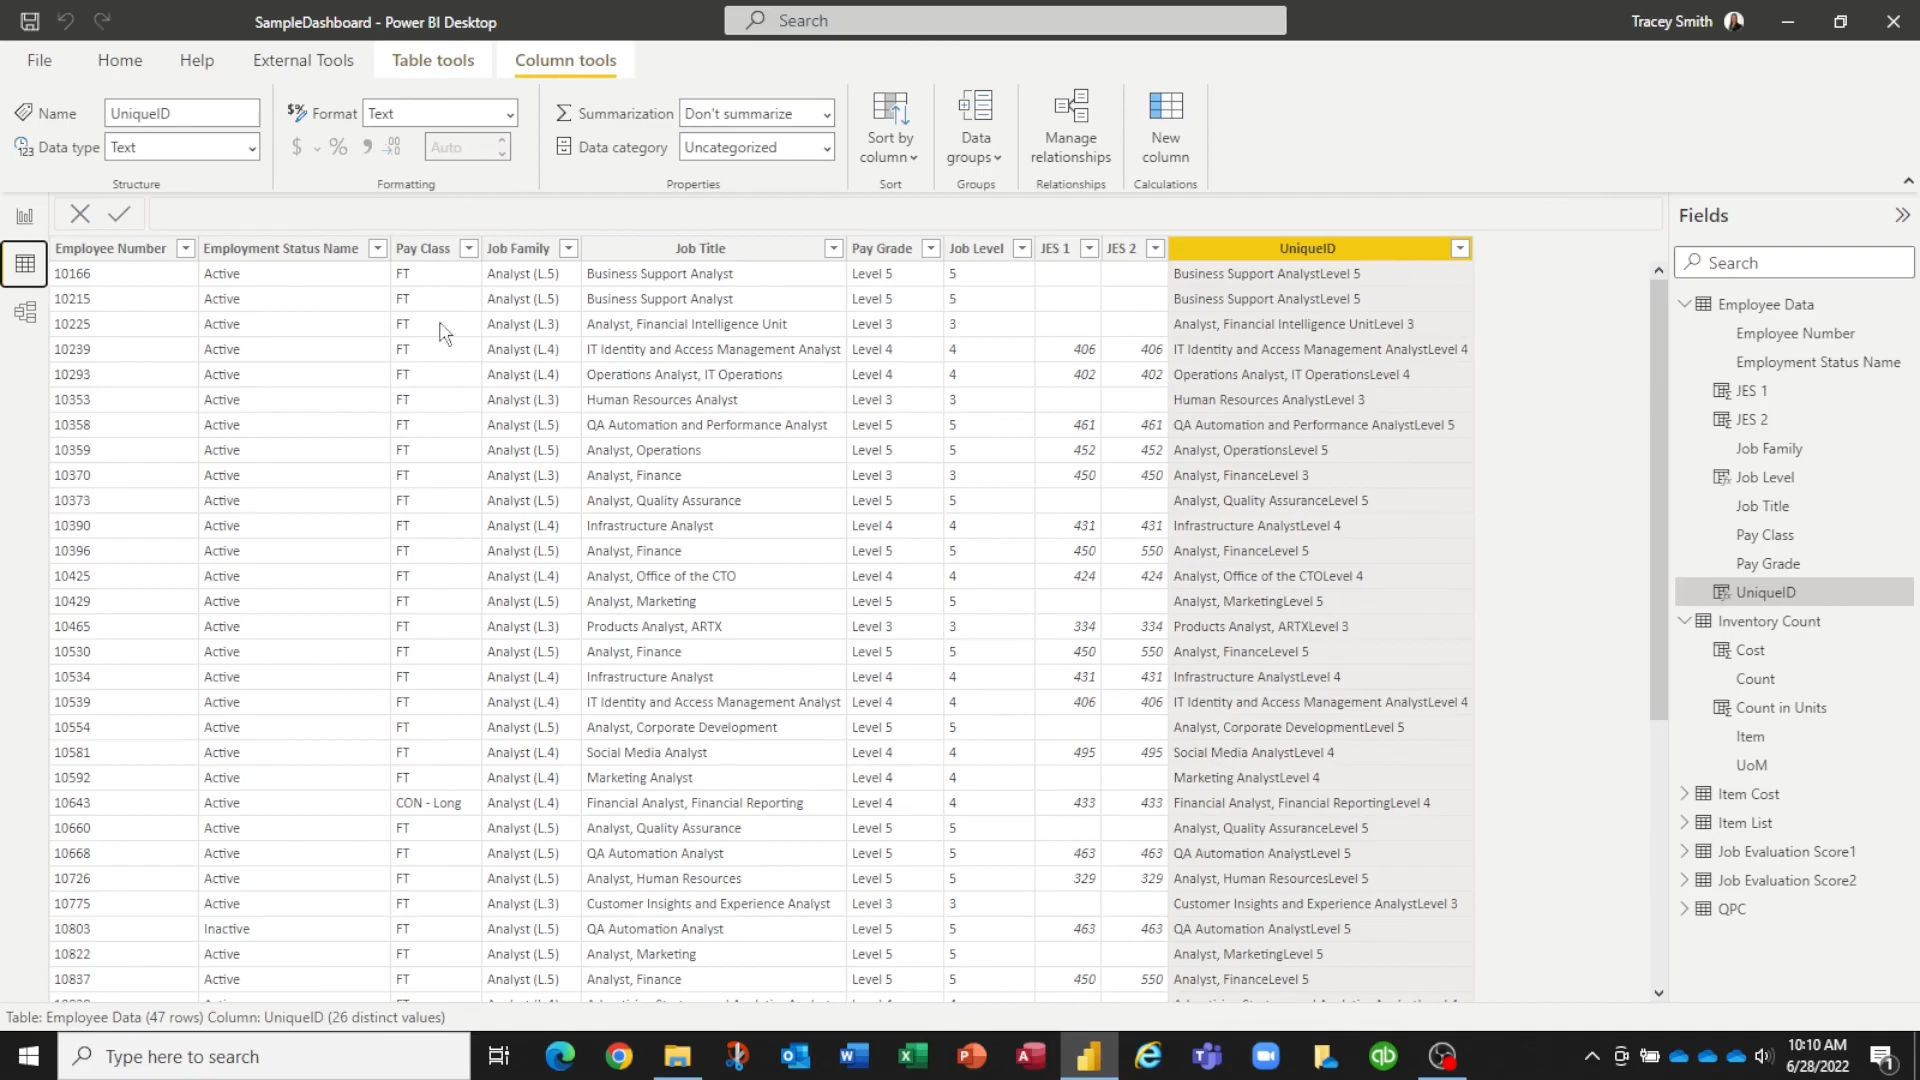 SampleDashboard - Power BI Desktop
Search
Tracey Smith
File Home Help External Tools Table tools Column tools
Name UniqueID $% Format Text Σ Summarization Don't summarize
Data type Text $ % Auto Data category Uncategorized
Sort by column Data groups Manage relationships New column
Structure Formatting Properties Sort Groups Relationships Calculations
Employee Number Employment Status Name Pay Class Job Family Job Title Pay Grade Job Level JES 1 JES 2 UniqueID
10166 Active FT Analyst (L.5) Business Support Analyst Level 5 5 Business Support AnalystLevel 5
10215 Active FT Analyst (L.5) Business Support Analyst Level 5 5 Business Support AnalystLevel 5
10225 Active FT Analyst (L.3) Analyst, Financial Intelligence Unit Level 3 3 Analyst, Financial Intelligence UnitLevel 3
10239 Active FT Analyst (L.4) IT Identity and Access Management Analyst Level 4 4 406 406 IT Identity and Access Management AnalystLevel 4
10293 Active FT Analyst (L.4) Operations Analyst, IT Operations Level 4 4 402 402 Operations Analyst, IT OperationsLevel 4
10353 Active FT Analyst (L.3) Human Resources Analyst Level 3 3 Human Resources AnalystLevel 3
10358 Active FT Analyst (L.5) QA Automation and Performance Analyst Level 5 5 461 461 QA Automation and Performance AnalystLevel 5
10359 Active FT Analyst (L.5) Analyst, Operations Level 5 5 452 452 Analyst, OperationsLevel 5
10370 Active FT Analyst (L.3) Analyst, Finance Level 3 3 450 450 Analyst, FinanceLevel 3
10373 Active FT Analyst (L.5) Analyst, Quality Assurance Level 5 5 Analyst, Quality AssuranceLevel 5
10390 Active FT Analyst (L.4) Infrastructure Analyst Level 4 4 431 431 Infrastructure AnalystLevel 4
10396 Active FT Analyst (L.5) Analyst, Finance Level 5 5 450 550 Analyst, FinanceLevel 5
10425 Active FT Analyst (L.4) Analyst, Office of the CTO Level 4 4 424 424 Analyst, Office of the CTOLevel 4
10429 Active FT Analyst (L.5) Analyst, Marketing Level 5 5 Analyst, MarketingLevel 5
10465 Active FT Analyst (L.3) Products Analyst, ARTX Level 3 3 334 334 Products Analyst, ARTXLevel 3
10530 Active FT Analyst (L.5) Analyst, Finance Level 5 5 450 550 Analyst, FinanceLevel 5
10534 Active FT Analyst (L.4) Infrastructure Analyst Level 4 4 431 431 Infrastructure AnalystLevel 4
10539 Active FT Analyst (L.4) IT Identity and Access Management Analyst Level 4 4 406 406 IT Identity and Access Management AnalystLevel 4
10554 Active FT Analyst (L.5) Analyst, Corporate Development Level 5 5 Analyst, Corporate DevelopmentLevel 5
10581 Active FT Analyst (L.4) Social Media Analyst Level 4 4 495 495 Social Media AnalystLevel 4
10592 Active FT Analyst (L.4) Marketing Analyst Level 4 4 Marketing AnalystLevel 4
10643 Active CON - Long Analyst (L.4) Financial Analyst, Financial Reporting Level 4 4 433 433 Financial Analyst, Financial ReportingLevel 4
10660 Active FT Analyst (L.5) Analyst, Quality Assurance Level 5 5 Analyst, Quality AssuranceLevel 5
10668 Active FT Analyst (L.5) QA Automation Analyst Level 5 5 463 463 QA Automation AnalystLevel 5
10726 Active FT Analyst (L.5) Analyst, Human Resources Level 5 5 329 329 Analyst, Human ResourcesLevel 5
10775 Active FT Analyst (L.3) Customer Insights and Experience Analyst Level 3 3 Customer Insights and Experience AnalystLevel 3
10803 Inactive FT Analyst (L.5) QA Automation Analyst Level 5 5 463 463 QA Automation AnalystLevel 5
10822 Active FT Analyst (L.5) Analyst, Marketing Level 5 5 Analyst, MarketingLevel 5
10837 Active FT Analyst (L.5) Analyst, Finance Level 5 5 450 550 Analyst, FinanceLevel 5
Fields
Search
Employee Data
Employee Number
Employment Status Name
JES 1
JES 2
Job Family
Job Level
Job Title
Pay Class
Pay Grade
UniqueID
Inventory Count
Cost
Count
Count in Units
Item
UoM
Item Cost
Item List
Job Evaluation Score1
Job Evaluation Score2
QPC
Table: Employee Data (47 rows) Column: UniqueID (26 distinct values)
Type here to search
10:10 AM
6/28/2022
1